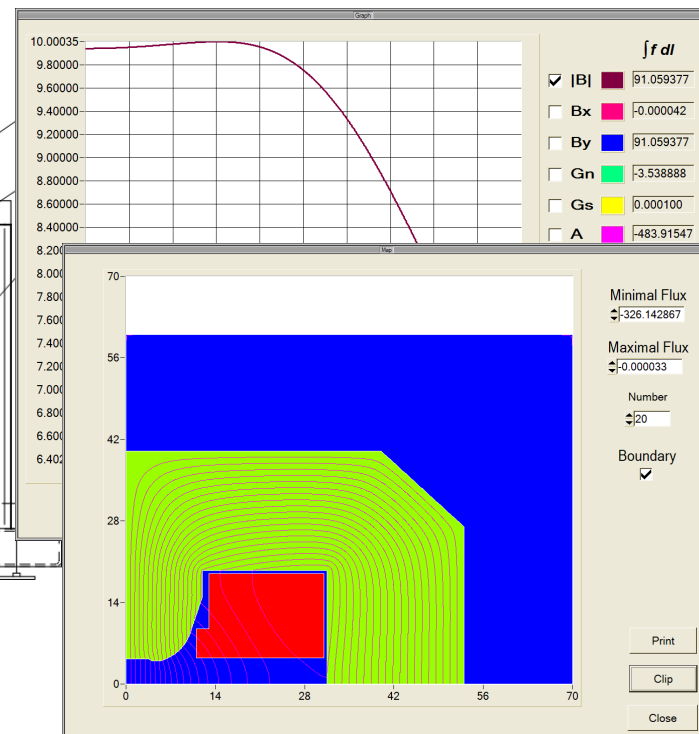 Graph
10.00035
9.80000
9.60000
9.40000
9.20000
9.00000
8.80000
8.60000
8.40000
8.200
8.000
7.800
7.600
7.400
7.200
7.000
6.800
6.600
6.402
∫f dl
|B| 91.059377
Bx -0.000042
By 91.059377
Gn -3.538888
Gs 0.000100
A -483.91547
Map
70
56
42
28
14
0
0 14 28 42 56 70
Minimal Flux
-326.142867
Maximal Flux
-0.000033
Number
20
Boundary
Print
Clip
Close